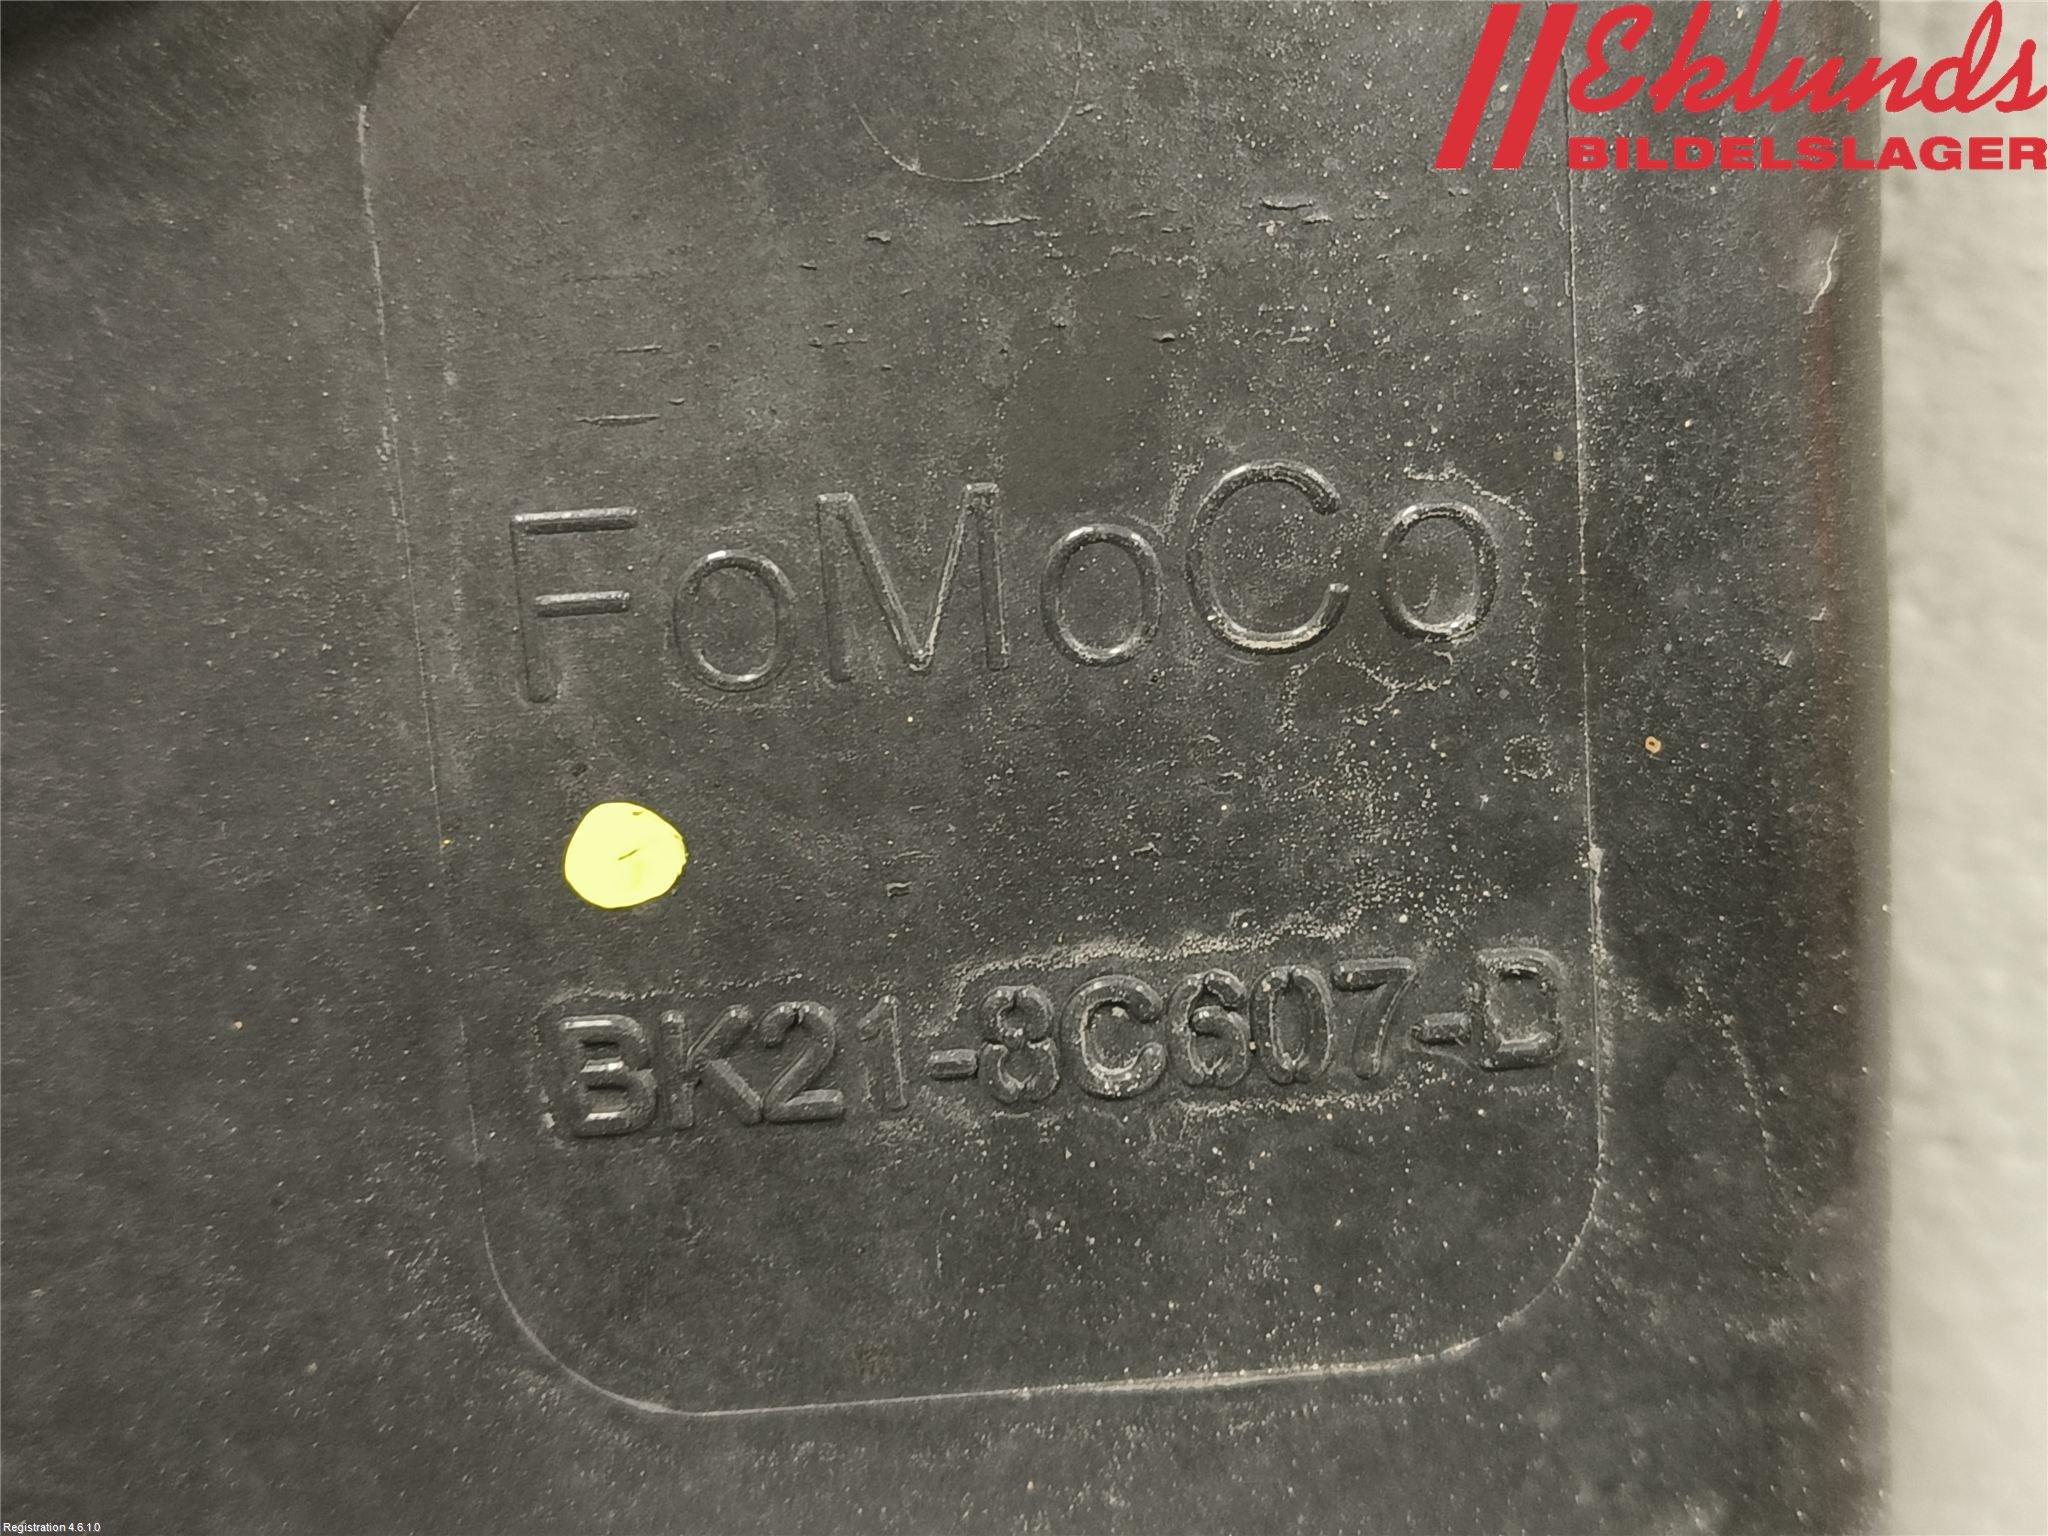 Eklunds
BILDELSLAGER
FoMoCo
BK21-8C607-D
Registration 4.6.1.0